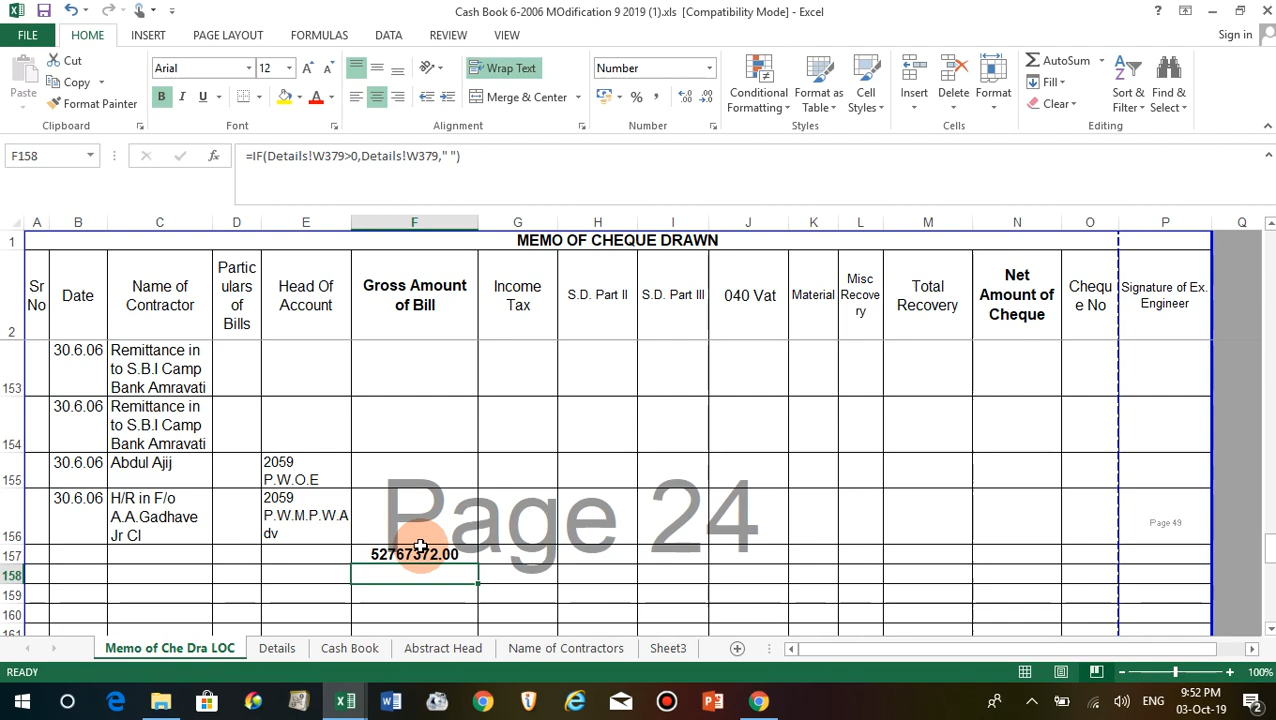 Cash Book 6-2006 MOdification 9 2019 (1).xls [Compatibility Mode] - Excel
FILE HOME INSERT PAGE LAYOUT FORMULAS DATA REVIEW VIEW Sign in
Paste Cut Copy Format Painter Clipboard
Arial 12 B I U A Font
Wrap Text Merge & Center Alignment
Number % , Number
Conditional Formatting Format as Table Cell Styles Styles
Insert Delete Format Cells
AutoSum Fill Clear Sort & Filter Find & Select Editing
F158 fx =IF(Details!W379>0,Details!W379," ")
A B C D E F G H I J K L M N O P Q
1 MEMO OF CHEQUE DRAWN
2 Sr No Date Name of Contractor Partic ulars of Bills Head Of Account Gross Amount of Bill Income Tax S.D. Part II S.D. Part III 040 Vat Material Misc Recove ry Total Recovery Net Amount of Cheque Chequ e No Signature of Ex. Engineer
153 30.6.06 Remittance in to S.B.I Camp Bank Amravati
154 30.6.06 Remittance in to S.B.I Camp Bank Amravati
155 30.6.06 Abdul Ajij 2059 P.W.O.E
156 30.6.06 H/R in F/o A.A.Gadhave Jr Cl 2059 P.W.M.P.W.A dv
Page 24
Page 49
157 52767372.00
158
159
160
161
Memo of Che Dra LOC Details Cash Book Abstract Head Name of Contractors Sheet3
READY 100%
ENG 9:52 PM 03-Oct-19 2